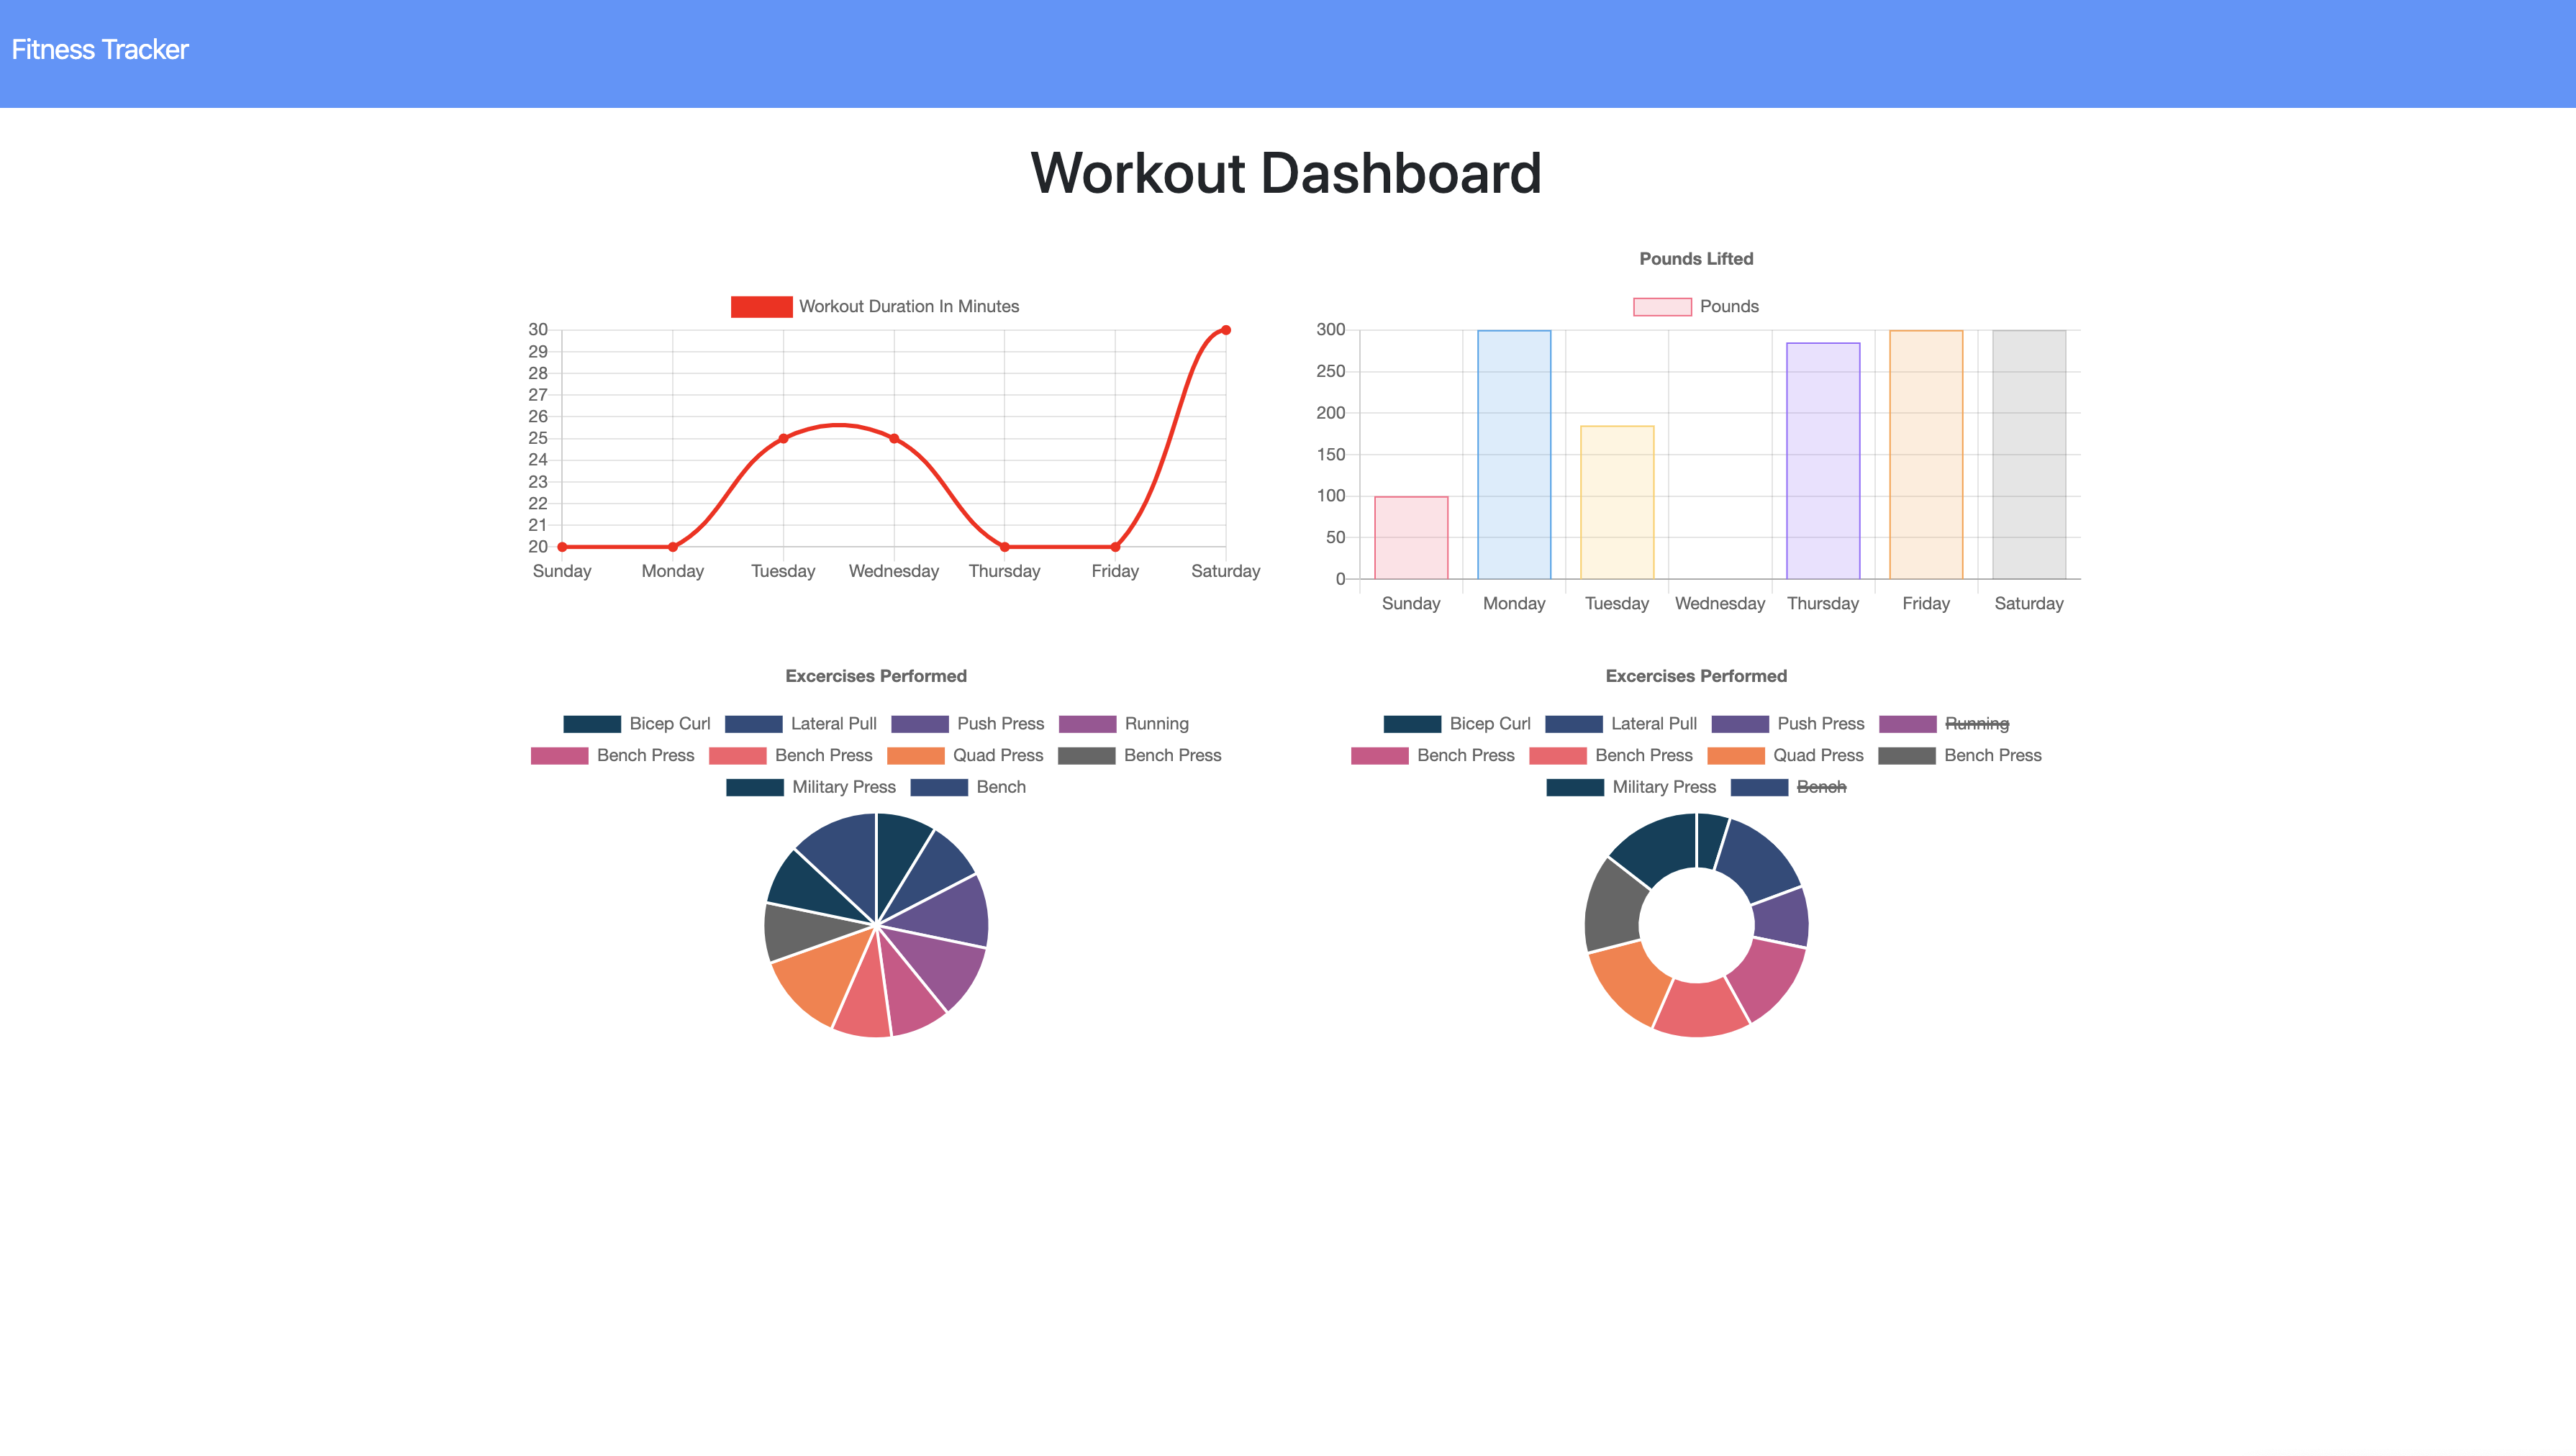 Fitness Tracker
Workout Dashboard
Workout Duration In Minutes
30
29
28
27
26
25
24
23
22
21
20
Sunday Monday Tuesday Wednesday Thursday Friday Saturday
Pounds Lifted
Pounds
300
250
200
150
100
50
0
Sunday Monday Tuesday Wednesday Thursday Friday Saturday
Excercises Performed
Bicep Curl Lateral Pull Push Press Running
Bench Press Bench Press Quad Press Bench Press
Military Press Bench
Excercises Performed
Bicep Curl Lateral Pull Push Press Running
Bench Press Bench Press Quad Press Bench Press
Military Press Bench